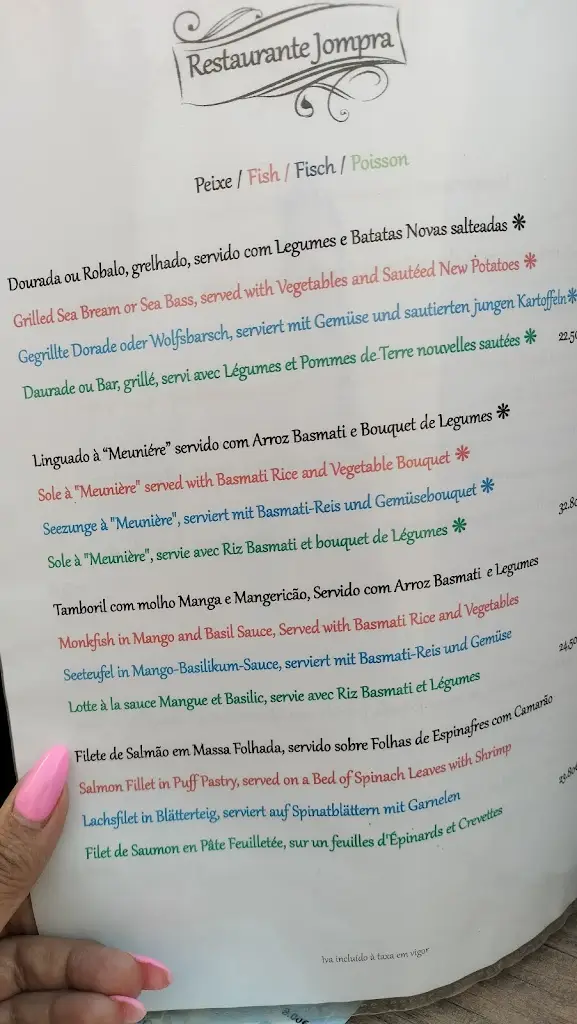 Restaurante Jompra
Peixe / Fish / Fisch / Poisson
Dourada ou Robalo, grelhado, servido com Legumes e Batatas Novas salteadas *
Grilled Sea Bream or Sea Bass, served with Vegetables and Sautéed New Potatoes *
Gegrillte Dorade oder Wolfsbarsch, serviert mit Gemüse und sautierten jungen Kartoffeln *
Daurade ou Bar, grillé, servi avec Légumes et Pommes de Terre nouvelles sautées * 22.50
Linguado à "Meuniére" servido com Arroz Basmati e Bouquet de Legumes *
Sole à "Meunière" served with Basmati Rice and Vegetable Bouquet *
Seezunge à "Meunière", serviert mit Basmati-Reis und Gemüsebouquet *
Sole à "Meunière", servie avec Riz Basmati et bouquet de Légumes * 32.80
Tamboril com molho Manga e Mangericão, Servido com Arroz Basmati e Legumes
Monkfish in Mango and Basil Sauce, Served with Basmati Rice and Vegetables
Seeteufel in Mango-Basilikum-Sauce, serviert mit Basmati-Reis und Gemüse 24.50
Lotte à la sauce Mangue et Basilic, servie avec Riz Basmati et Légumes
Filete de Salmão em Massa Folhada, servido sobre Folhas de Espinafres com Camarão
Salmon Fillet in Puff Pastry, served on a Bed of Spinach Leaves with Shrimp
Lachsfilet in Blätterteig, serviert auf Spinatblättern mit Garnelen 23.80
Filet de Saumon en Pâte Feuilletée, sur un feuilles d'Épinards et Crevettes
Iva incluído à taxa em vigor